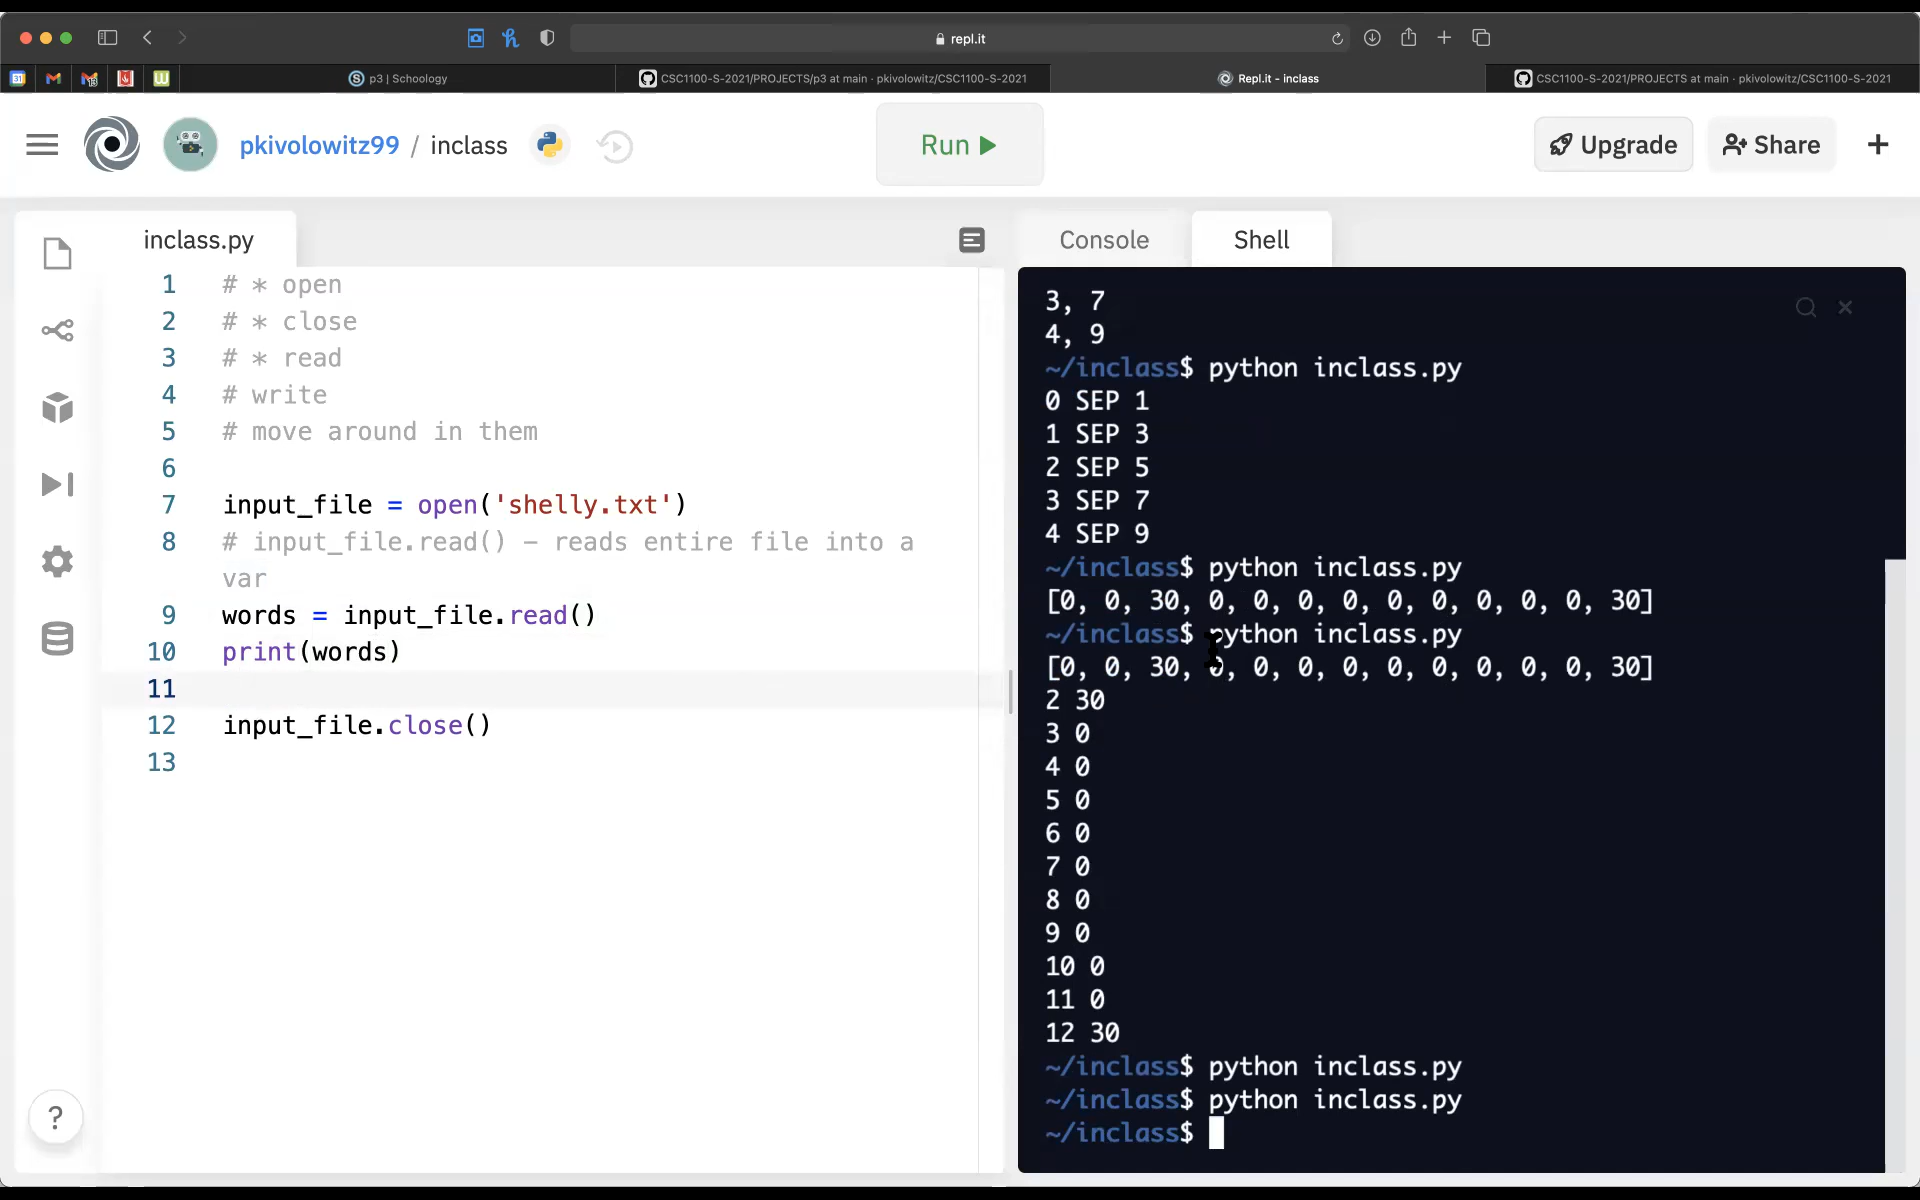 repl.it
p3 | Schoology
CSC1100-S-2021/PROJECTS/p3 at main · pkivolowitz/CSC1100-S-2021
Repl.it - inclass
CSC1100-S-2021/PROJECTS at main · pkivolowitz/CSC1100-S-2021
pkivolowitz99 / inclass
Run
Upgrade
Share
+
inclass.py
1 # * open
2 # * close
3 # * read
4 # write
5 # move around in them
6
7 input_file = open('shelly.txt')
8 # input_file.read() – reads entire file into a
var
9 words = input_file.read()
10 print(words)
11
12 input_file.close()
13
?
Console
Shell
3, 7
4, 9
~/inclass$ python inclass.py
0 SEP 1
1 SEP 3
2 SEP 5
3 SEP 7
4 SEP 9
~/inclass$ python inclass.py
[0, 0, 30, 0, 0, 0, 0, 0, 0, 0, 0, 0, 30]
~/inclass$ python inclass.py
[0, 0, 30, 0, 0, 0, 0, 0, 0, 0, 0, 0, 30]
2 30
3 0
4 0
5 0
6 0
7 0
8 0
9 0
10 0
11 0
12 30
~/inclass$ python inclass.py
~/inclass$ python inclass.py
~/inclass$